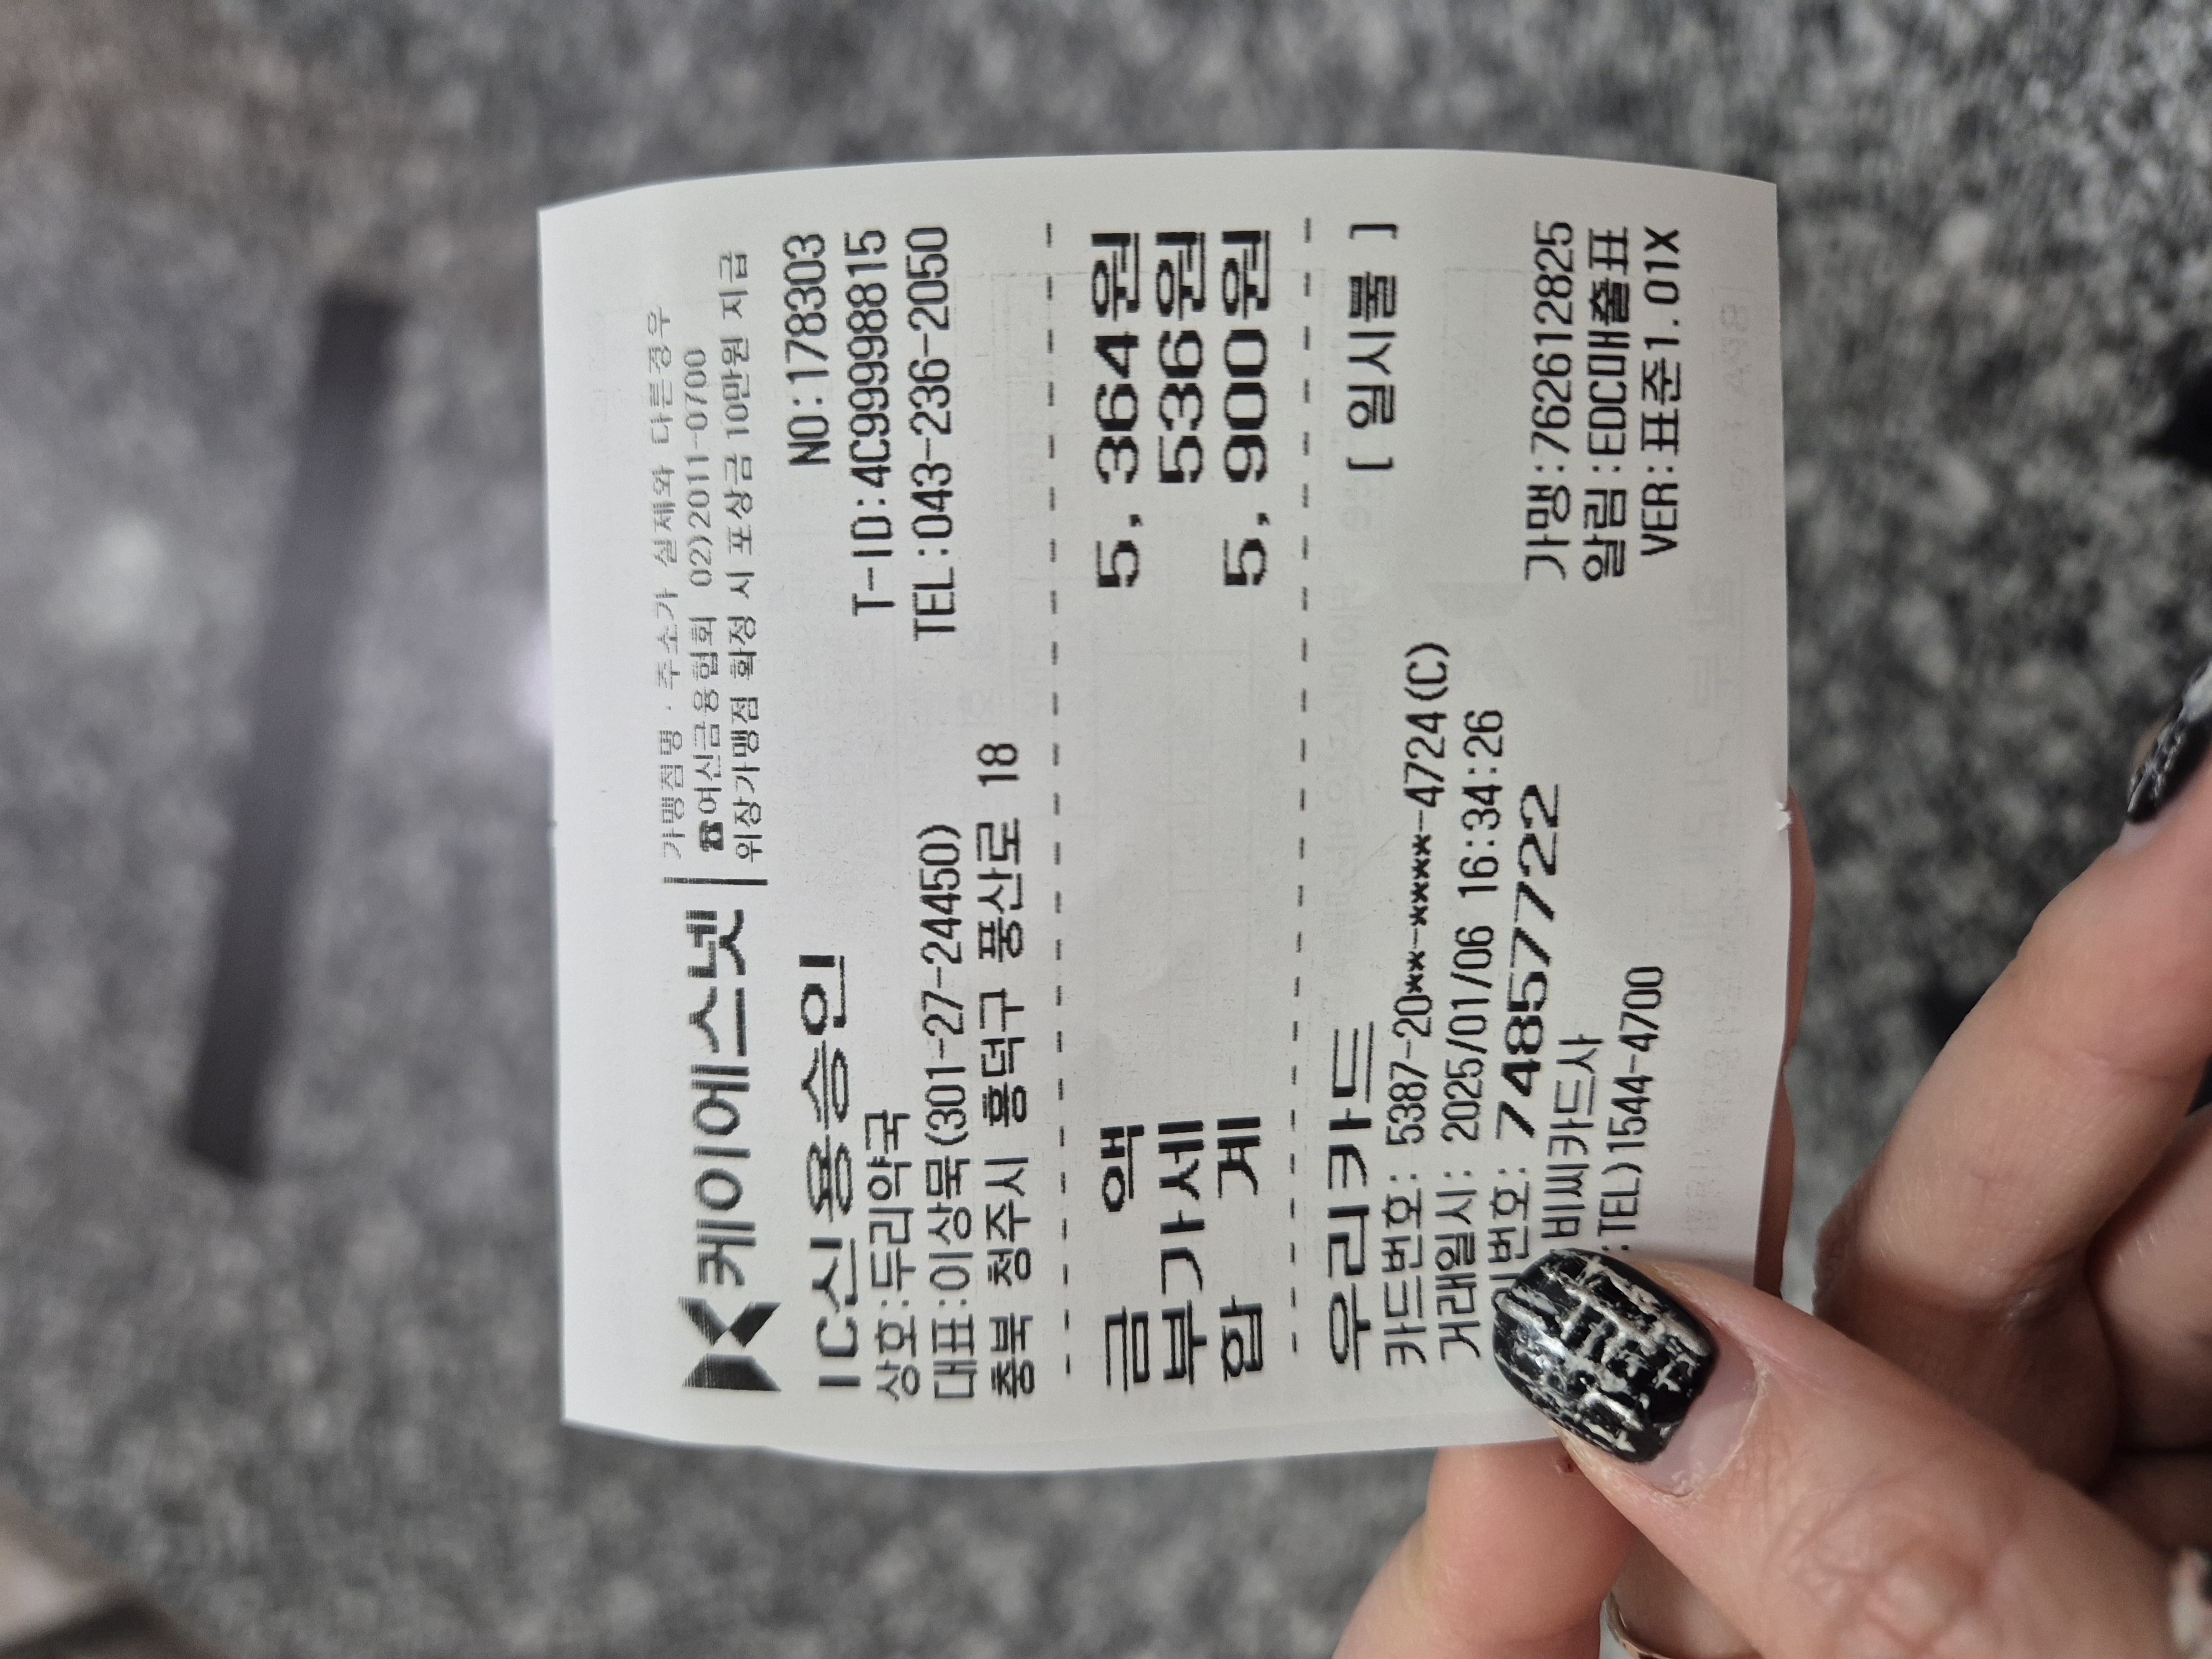 케이에스넷
가맹점명 · 주소가 실제와 다른경우
☎여신금융협회 02)2011-0700
위장가맹점 확정 시 포상금 10만원 지급
IC신용승인 NO:178303
상호:두리약국 T-ID:4C99998815
대표:이상묵(301-27-24450) TEL:043-236-2050
충북 청주시 흥덕구 풍산로 18
금 액 5,364원
부가세 536원
합 계 5,900원
우리카드 [ 일시불 ]
카드번호: 5387-20**-****-4724(C)
거래일시: 2025/01/06 16:34:26
번호: 74857722
비씨카드사 가맹:762612825
:TEL)1544-4700 알림:EDC매출표
VER:표준1.01X